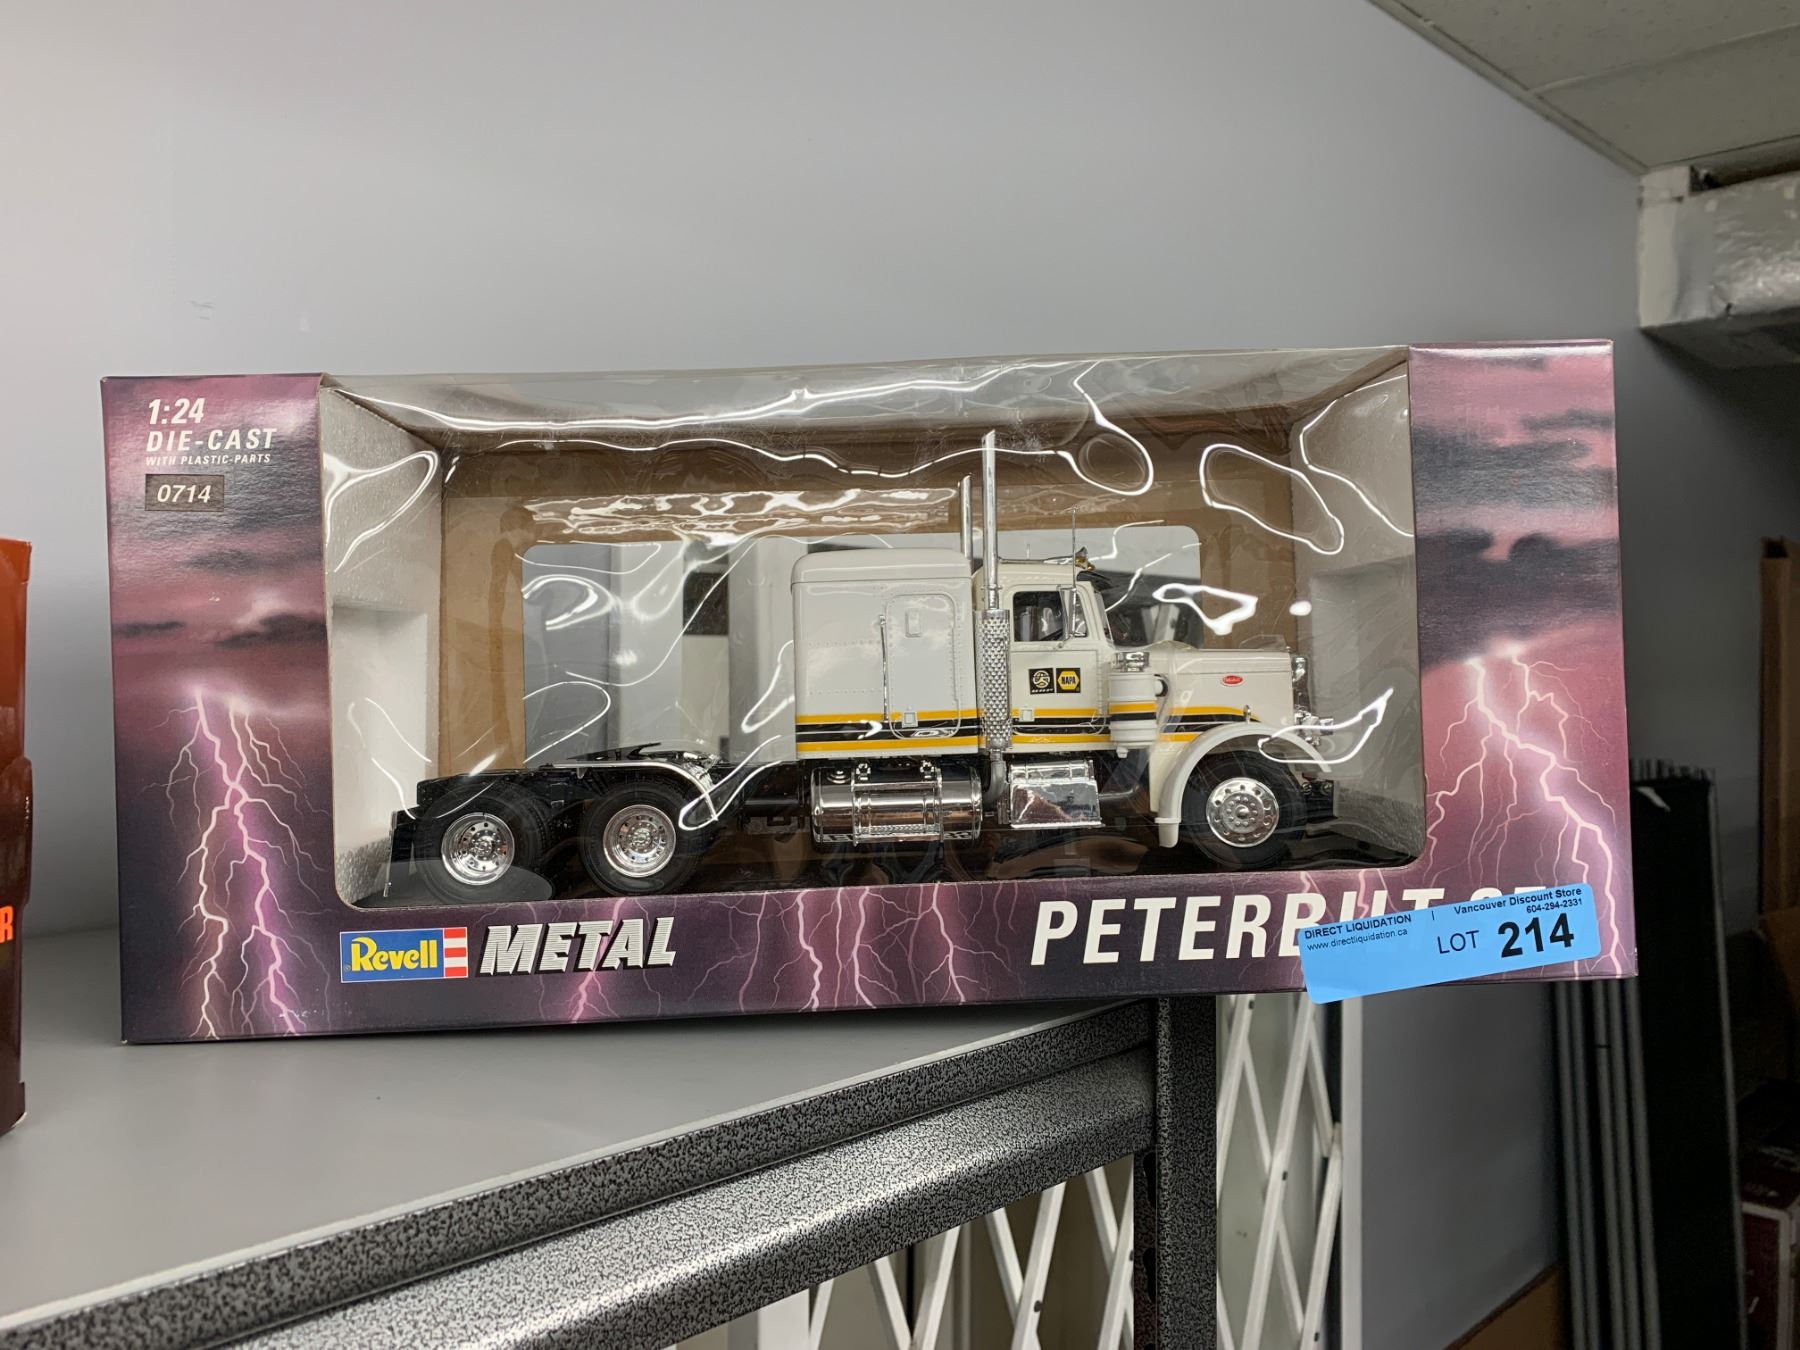 1:24
DIE-CAST
WITH PLASTIC-PARTS
0714
NAPA
Peterbilt
Revell METAL
DIRECT LIQUIDATION | Vancouver Discount Store
www.directliquidation.ca 604-294-2331
LOT 214
R